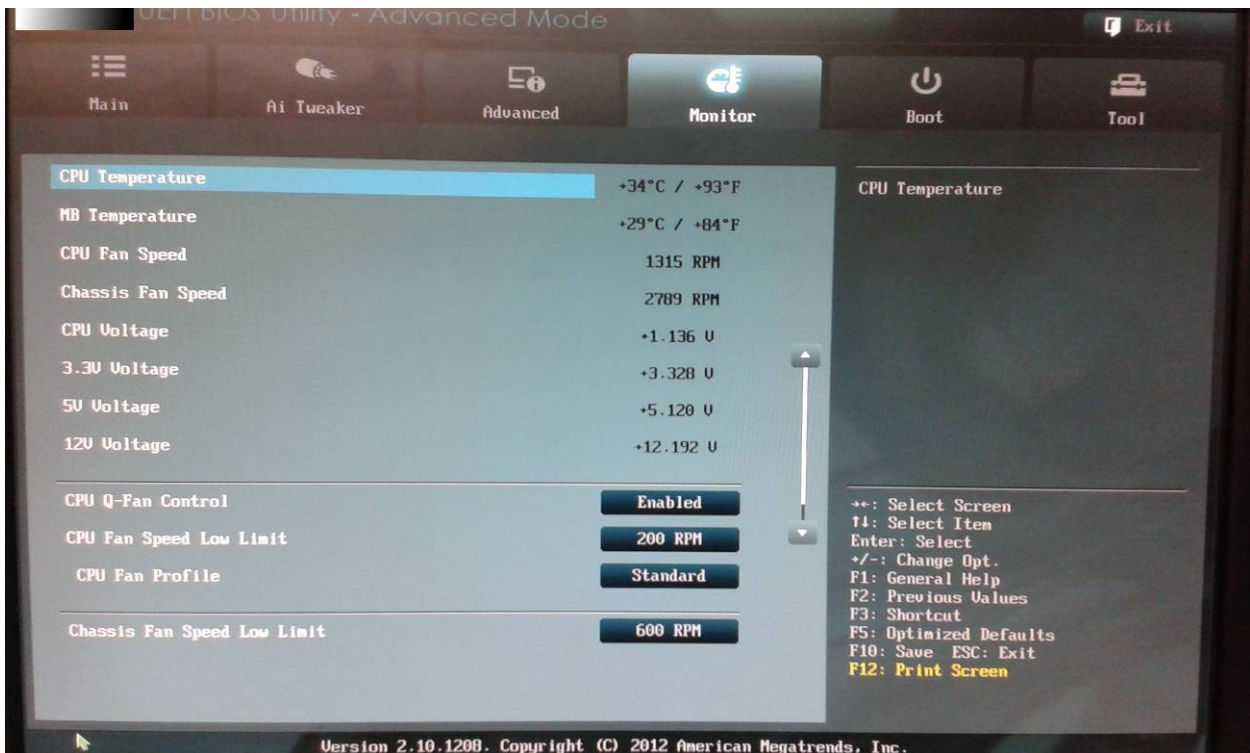 UEFI BIOS Utility - Advanced Mode
Exit
Main
Ai Tweaker
Advanced
Monitor
Boot
Tool
CPU Temperature +34°C / +93°F
MB Temperature +29°C / +84°F
CPU Fan Speed 1315 RPM
Chassis Fan Speed 2789 RPM
CPU Voltage +1.136 V
3.3V Voltage +3.328 V
5V Voltage +5.120 V
12V Voltage +12.192 V
CPU Q-Fan Control Enabled
CPU Fan Speed Low Limit 200 RPM
CPU Fan Profile Standard
Chassis Fan Speed Low Limit 600 RPM
CPU Temperature
→←: Select Screen
↑↓: Select Item
Enter: Select
+/-: Change Opt.
F1: General Help
F2: Previous Values
F3: Shortcut
F5: Optimized Defaults
F10: Save ESC: Exit
F12: Print Screen
Version 2.10.1208. Copyright (C) 2012 American Megatrends, Inc.